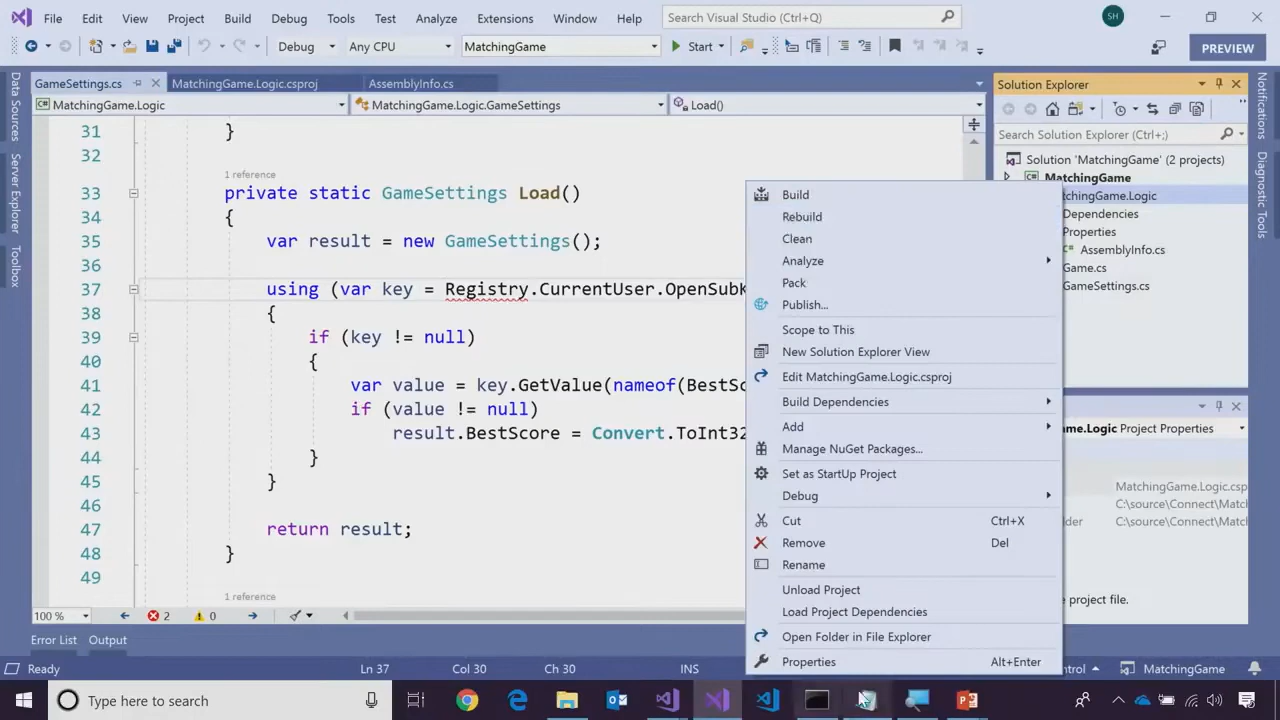 File Edit View Project Build Debug Tools Test Analyze Extensions Window Help Search Visual Studio (Ctrl+Q) SH
Debug Any CPU MatchingGame Start PREVIEW
GameSettings.cs MatchingGame.Logic.csproj AssemblyInfo.cs
MatchingGame.Logic MatchingGame.Logic.GameSettings Load()
Data Sources
Server Explorer
Toolbox
31 }
32
1 reference
33 private static GameSettings Load()
34 {
35 var result = new GameSettings();
36
37 using (var key = Registry.CurrentUser.OpenSubK
38 {
39 if (key != null)
40 {
41 var value = key.GetValue(nameof(BestSc
42 if (value != null)
43 result.BestScore = Convert.ToInt32
44 }
45 }
46
47 return result;
48 }
49
1 reference
100 % 2 0
Error List Output
Ready Ln 37 Col 30 Ch 30 INS
Build
Rebuild
Clean
Analyze
Pack
Publish...
Scope to This
New Solution Explorer View
Edit MatchingGame.Logic.csproj
Build Dependencies
Add
Manage NuGet Packages...
Set as StartUp Project
Debug
Cut Ctrl+X
Remove Del
Rename
Unload Project
Load Project Dependencies
Open Folder in File Explorer
Properties Alt+Enter
Solution Explorer
Search Solution Explorer (Ctrl+;)
Solution 'MatchingGame' (2 projects)
C# MatchingGame
tchingGame.Logic
Dependencies
Properties
C# AssemblyInfo.cs
Game.cs
GameSettings.cs
me.Logic Project Properties
MatchingGame.Logic.csp
C:\source\Connect\Match
lder C:\source\Connect\Match
project file.
ntrol MatchingGame
Notifications
Diagnostic Tools
Type here to search